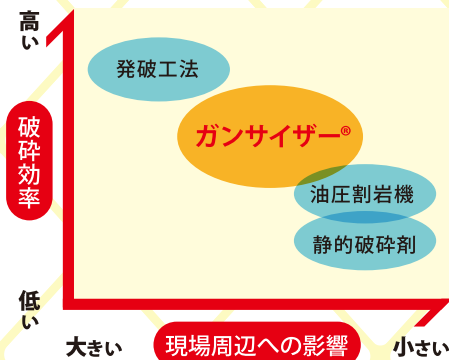 高い
発破工法
ガンサイザー®
破砕効率
油圧割岩機
静的破砕剤
低い
大きい
現場周辺への影響
小さい